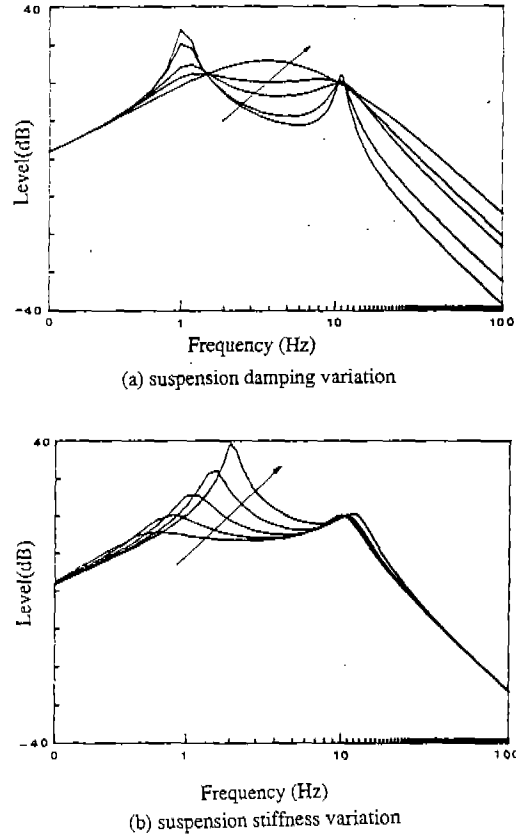 40
Level(dB)
-40
0
1
10
100
Frequency (Hz)
(a) suspension damping variation
40
Level(dB)
-40
0
1
10
100
Frequency (Hz)
(b) suspension stiffness variation